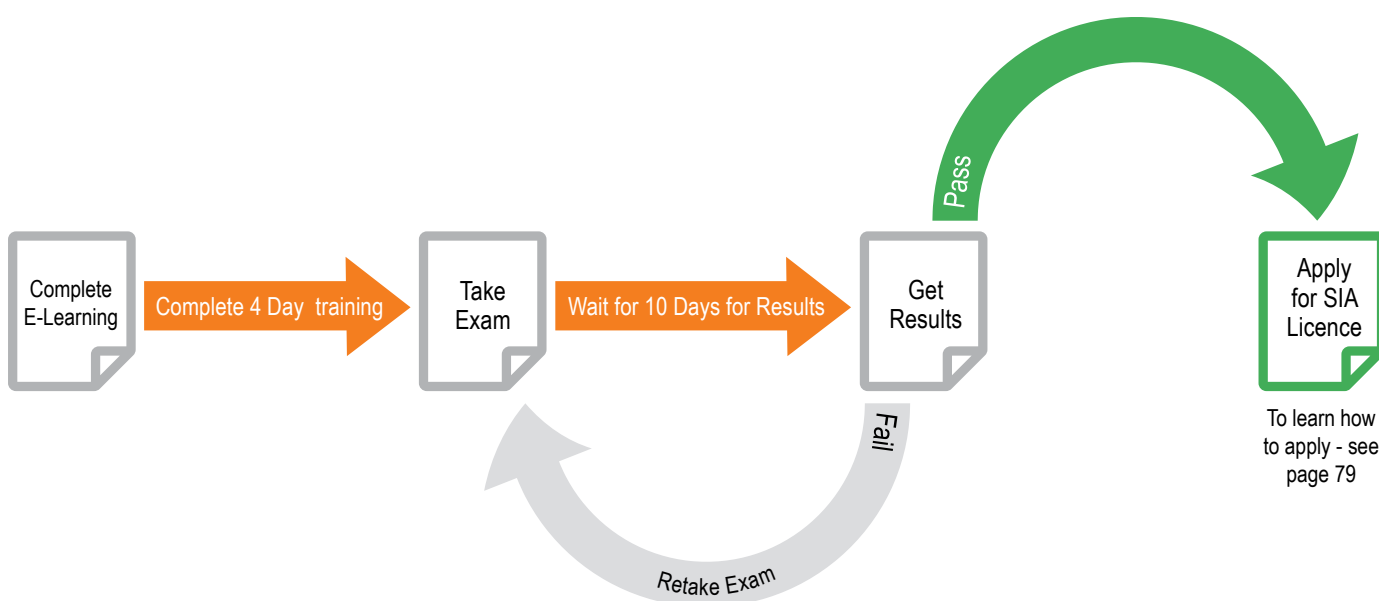 Complete
E-Learning
Complete 4 Day training
Take
Exam
Wait for 10 Days for Results
Get
Results
Pass
Apply
for SIA
Licence
To learn how
to apply - see
page 79
Fail
Retake Exam